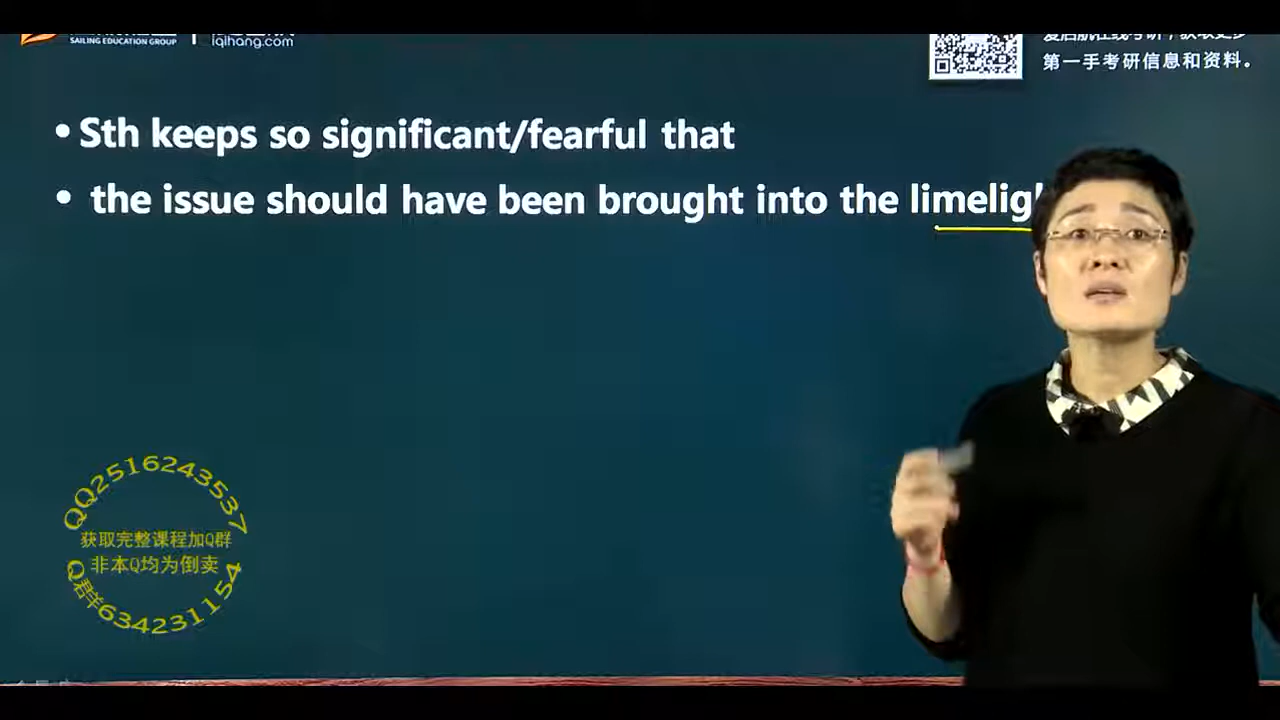 SAILING EDUCATION GROUP
iqihang.com
第一手考研信息和资料。
• Sth keeps so significant/fearful that
• the issue should have been brought into the
QQ2516243537
获取完整课程加Q群
非本Q均为倒卖
Q群羊634231154